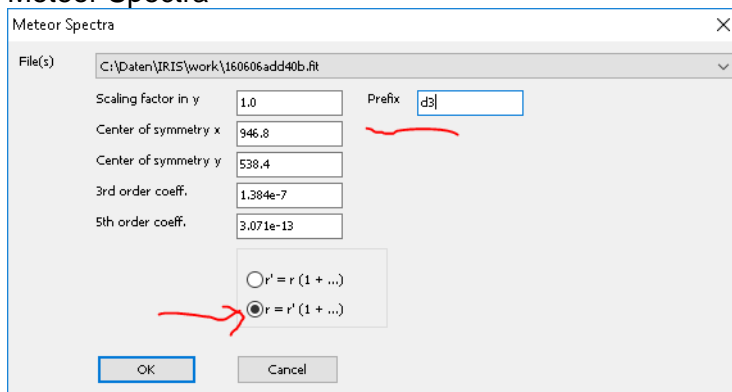 Meteor Spectra
Meteor Spectra
File(s) C:\Daten\IRIS\work\160606add40b.fit
Scaling factor in y 1.0 Prefix d3
Center of symmetry x 946.8
Center of symmetry y 538.4
3rd order coeff. 1.384e-7
5th order coeff. 3.071e-13
r' = r (1 + ...)
r = r' (1 + ...)
OK Cancel